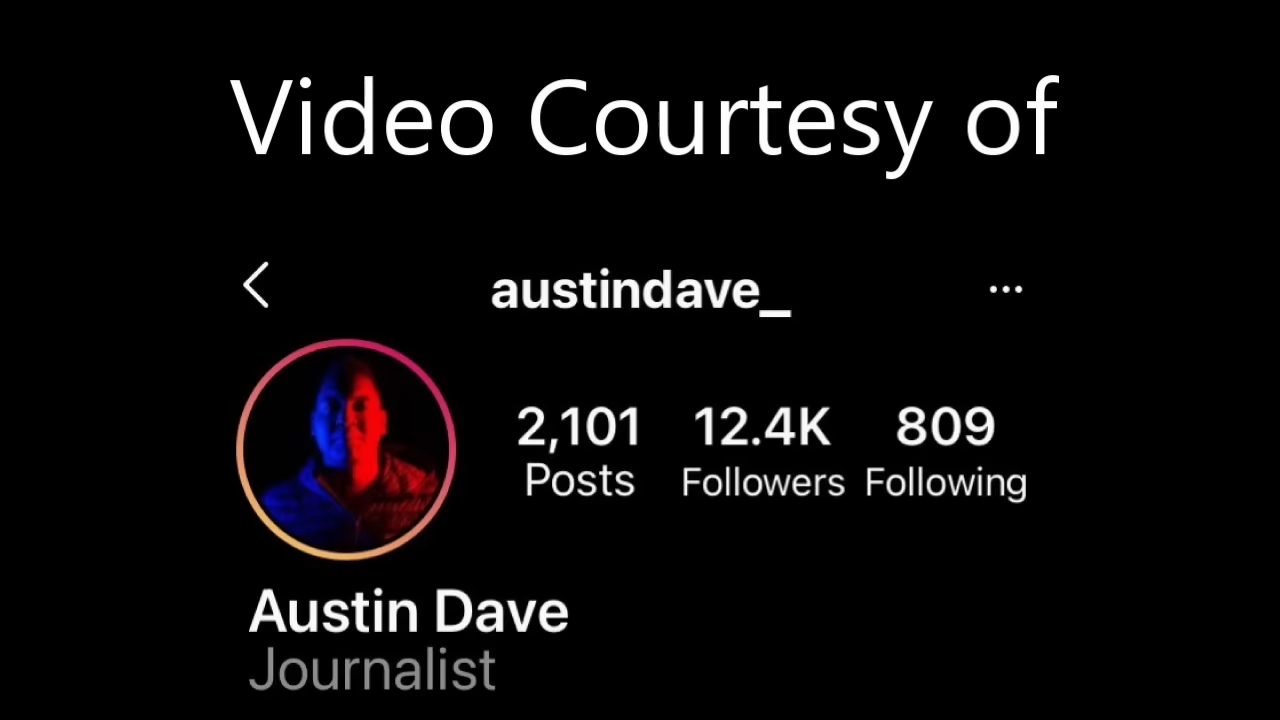 Video Courtesy of
austindave_
2,101 12.4K 809
Posts Followers Following
Austin Dave
Journalist